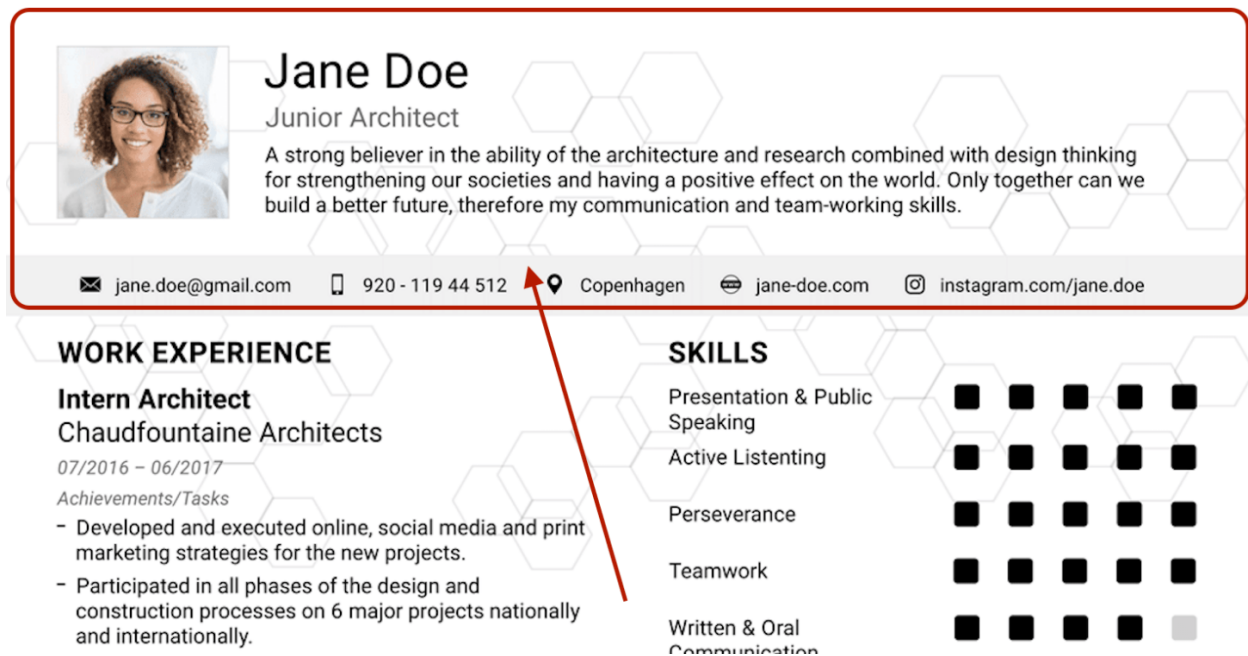 Jane Doe
Junior Architect
A strong believer in the ability of the architecture and research combined with design thinking
for strengthening our societies and having a positive effect on the world. Only together can we
build a better future, therefore my communication and team-working skills.
jane.doe@gmail.com 920 - 119 44 512 Copenhagen jane-doe.com instagram.com/jane.doe
WORK EXPERIENCE
Intern Architect
Chaudfountaine Architects
07/2016 – 06/2017
Achievements/Tasks
- Developed and executed online, social media and print
marketing strategies for the new projects.
- Participated in all phases of the design and
construction processes on 6 major projects nationally
and internationally.
SKILLS
Presentation & Public
Speaking
Active Listenting
Perseverance
Teamwork
Written & Oral
Communication